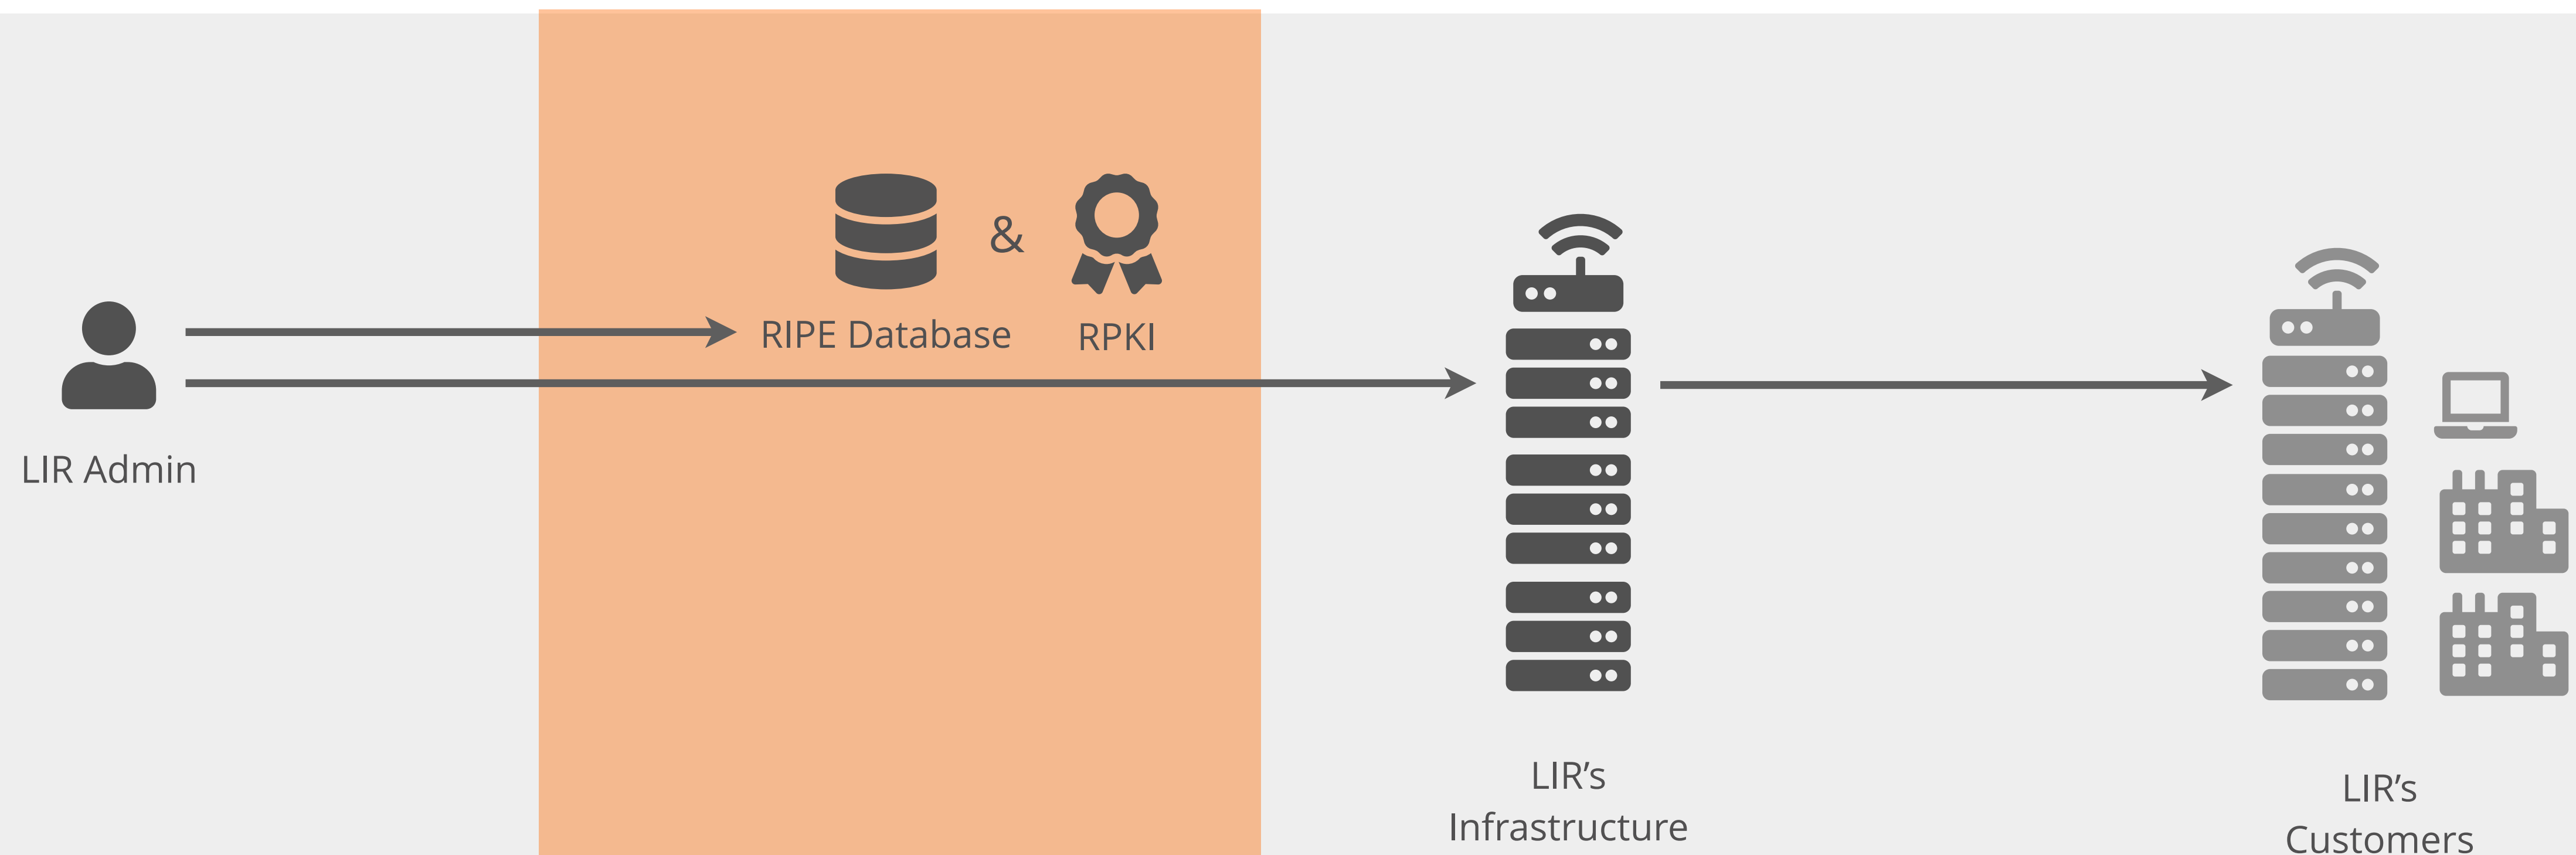 LIR Admin
RIPE Database
&
RPKI
LIR’s
Infrastructure
LIR’s
Customers